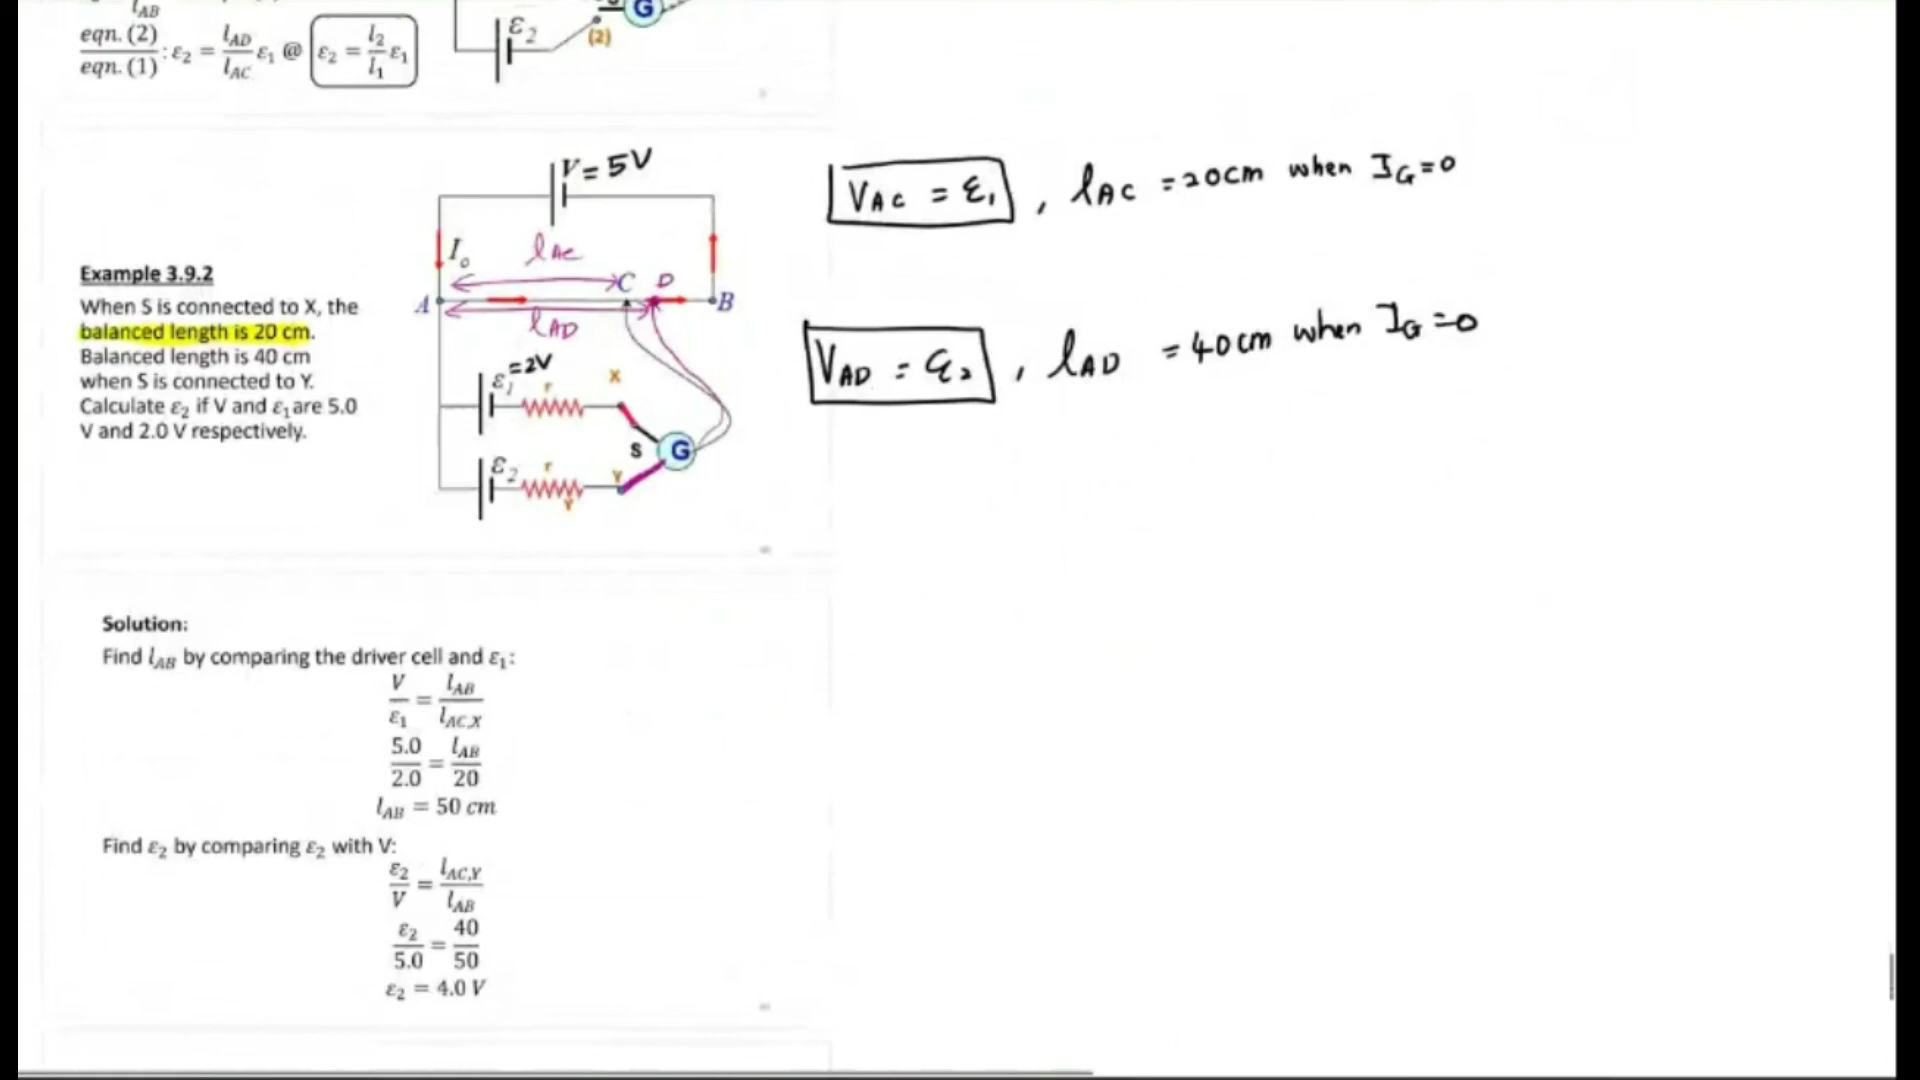 l_AB
eqn. (2) / eqn. (1) : ε₂ = l_AD / l_AC ε₁ @ ε₂ = l₂ / l₁ ε₁
ε₂ (2) G
V = 5V
I₀ l_AC
A C D B
l_AD
ε₁ = 2V r X
S G
ε₂ r Y
Y
Example 3.9.2
When S is connected to X, the
balanced length is 20 cm.
Balanced length is 40 cm
when S is connected to Y.
Calculate ε₂ if V and ε₁ are 5.0
V and 2.0 V respectively.
V_AC = ε₁ , l_AC = 20cm when I_G = 0
V_AD = ε₂ , l_AD = 40cm when I_G = 0
Solution:
Find l_AB by comparing the driver cell and ε₁:
V / ε₁ = l_AB / l_AC,X
5.0 / 2.0 = l_AB / 20
l_AB = 50 cm
Find ε₂ by comparing ε₂ with V:
ε₂ / V = l_AC,Y / l_AB
ε₂ / 5.0 = 40 / 50
ε₂ = 4.0 V